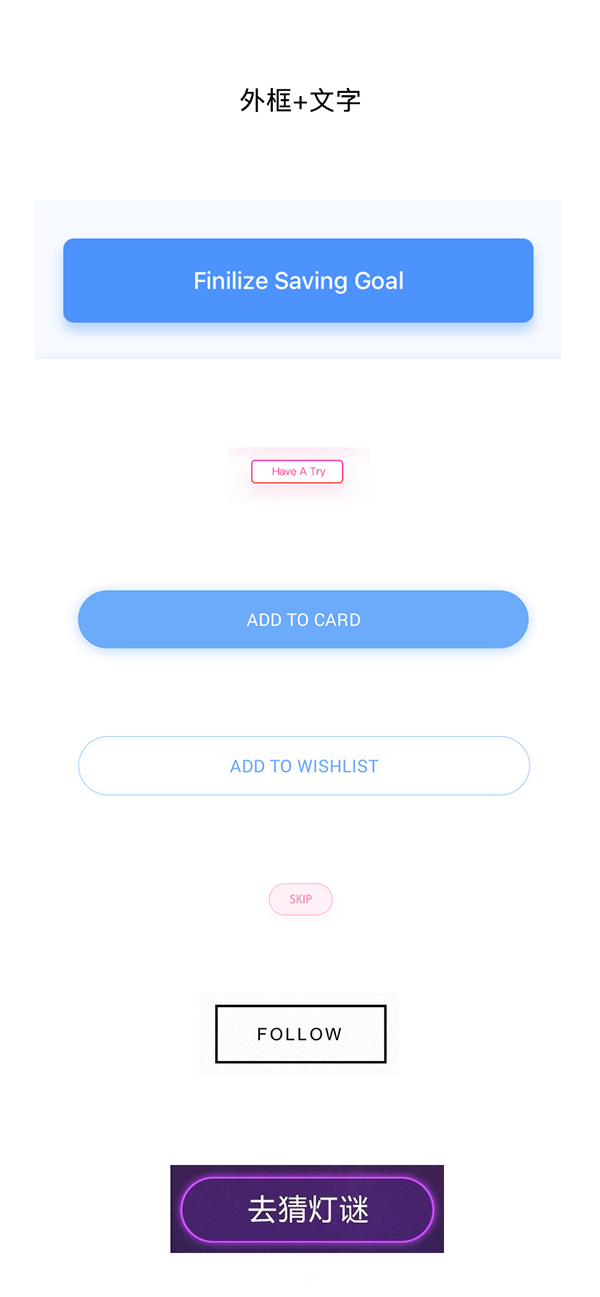 外框+文字
Finilize Saving Goal
Have A Try
ADD TO CARD
ADD TO WISHLIST
SKIP
FOLLOW
去猜灯谜